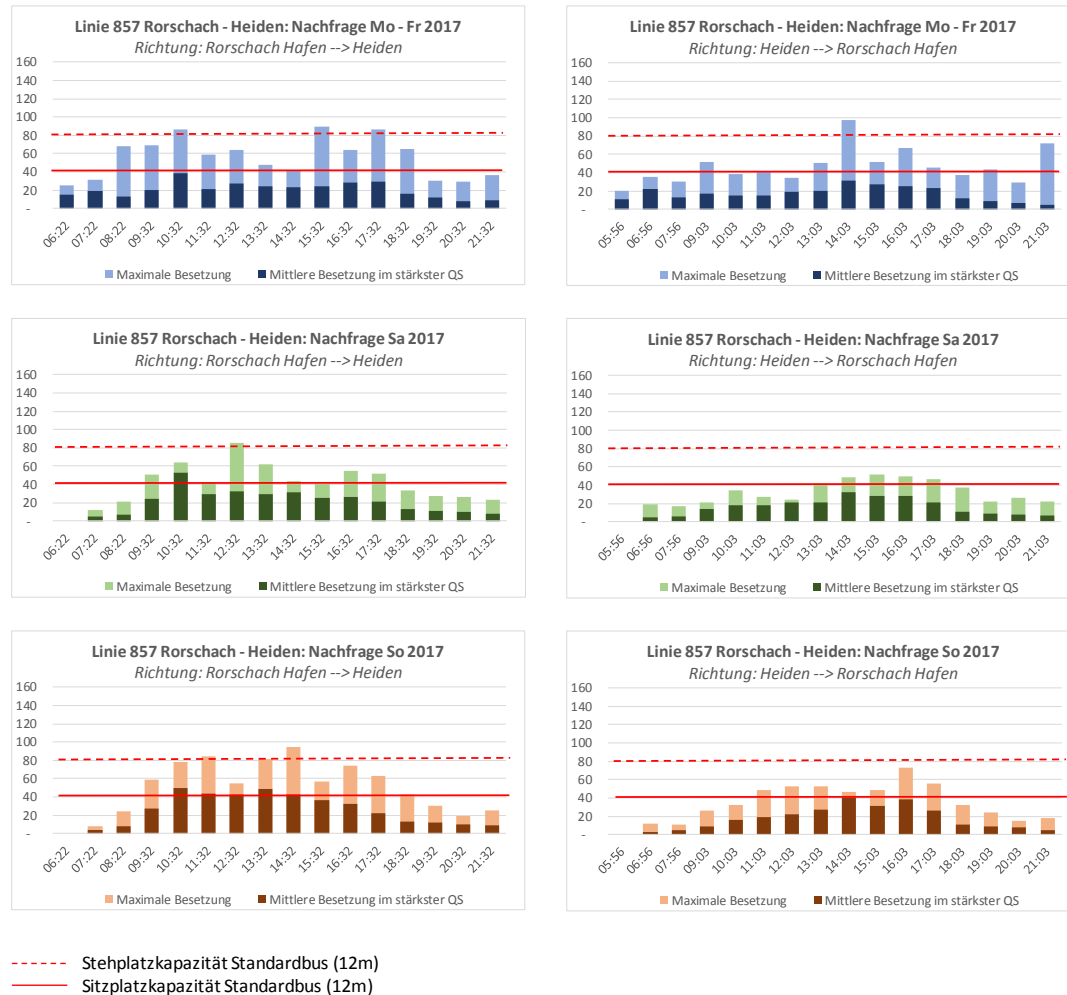 Linie 857 Rorschach - Heiden: Nachfrage Mo - Fr 2017
Richtung: Rorschach Hafen --> Heiden
160
140
120
100
80
60
40
20
-
06:22 07:22 08:22 09:32 10:32 11:32 12:32 13:32 14:32 15:32 16:32 17:32 18:32 19:32 20:32 21:32
Maximale Besetzung Mittlere Besetzung im stärkster QS
Linie 857 Rorschach - Heiden: Nachfrage Mo - Fr 2017
Richtung: Heiden --> Rorschach Hafen
160
140
120
100
80
60
40
20
-
05:56 06:56 07:56 09:03 10:03 11:03 12:03 13:03 14:03 15:03 16:03 17:03 18:03 19:03 20:03 21:03
Maximale Besetzung Mittlere Besetzung im stärkster QS
Linie 857 Rorschach - Heiden: Nachfrage Sa 2017
Richtung: Rorschach Hafen --> Heiden
160
140
120
100
80
60
40
20
-
06:22 07:22 08:22 09:32 10:32 11:32 12:32 13:32 14:32 15:32 16:32 17:32 18:32 19:32 20:32 21:32
Maximale Besetzung Mittlere Besetzung im stärkster QS
Linie 857 Rorschach - Heiden: Nachfrage Sa 2017
Richtung: Heiden --> Rorschach Hafen
160
140
120
100
80
60
40
20
-
05:56 06:56 07:56 09:03 10:03 11:03 12:03 13:03 14:03 15:03 16:03 17:03 18:03 19:03 20:03 21:03
Maximale Besetzung Mittlere Besetzung im stärkster QS
Linie 857 Rorschach - Heiden: Nachfrage So 2017
Richtung: Rorschach Hafen --> Heiden
160
140
120
100
80
60
40
20
-
06:22 07:22 08:22 09:32 10:32 11:32 12:32 13:32 14:32 15:32 16:32 17:32 18:32 19:32 20:32 21:32
Maximale Besetzung Mittlere Besetzung im stärkster QS
Linie 857 Rorschach - Heiden: Nachfrage So 2017
Richtung: Heiden --> Rorschach Hafen
160
140
120
100
80
60
40
20
-
05:56 06:56 07:56 09:03 10:03 11:03 12:03 13:03 14:03 15:03 16:03 17:03 18:03 19:03 20:03 21:03
Maximale Besetzung Mittlere Besetzung im stärkster QS
Stehplatzkapazität Standardbus (12m)
Sitzplatzkapazität Standardbus (12m)